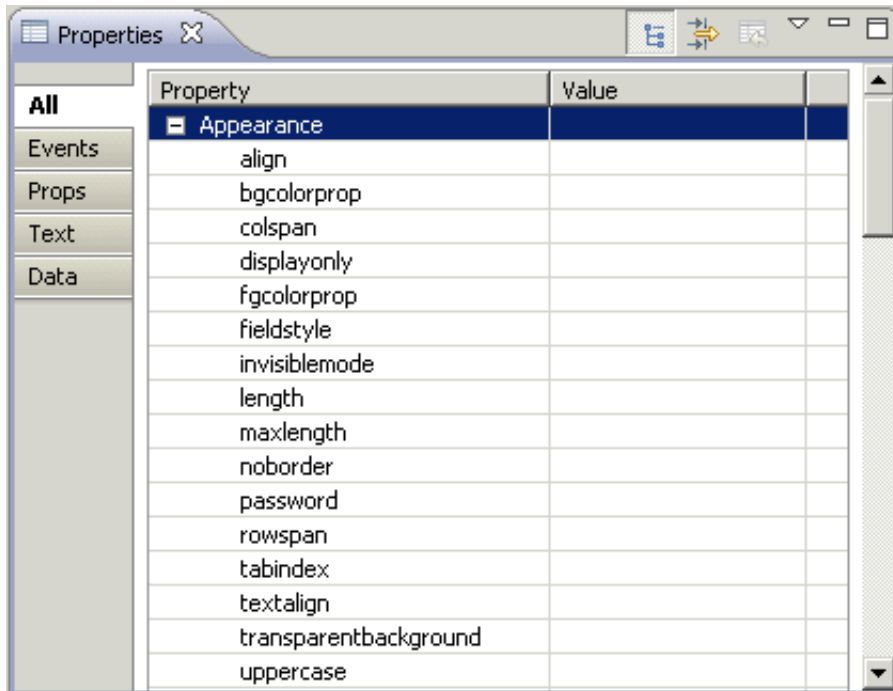 Properties
All
Events
Props
Text
Data
Property Value
Appearance
align
bgcolorprop
colspan
displayonly
fgcolorprop
fieldstyle
invisiblemode
length
maxlength
noborder
password
rowspan
tabindex
textalign
transparentbackground
uppercase